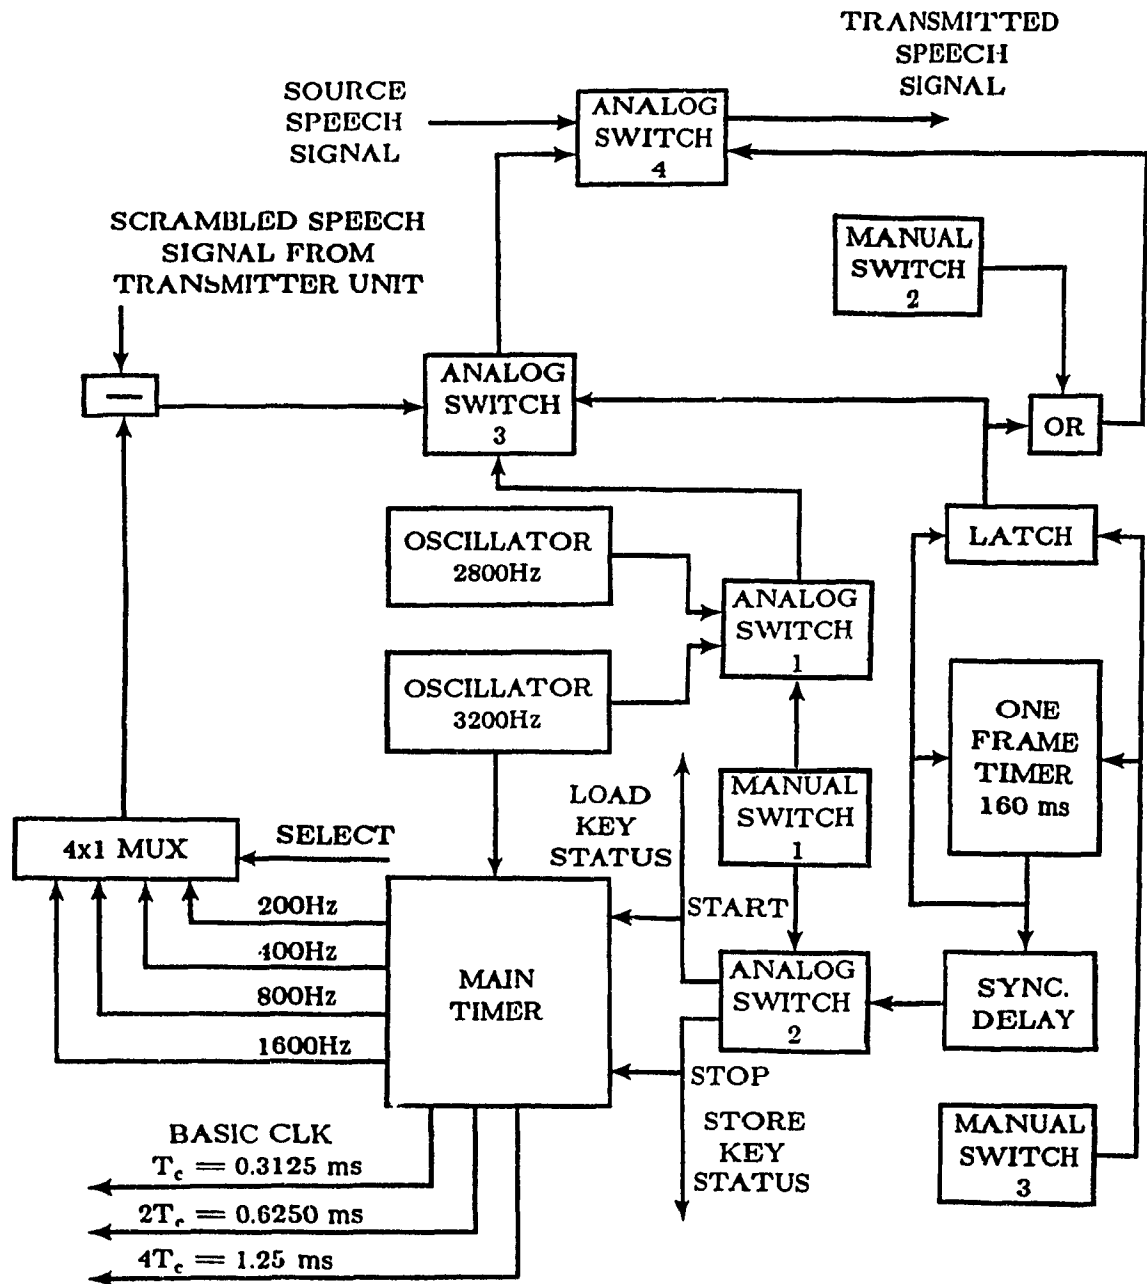 TRANSMITTED
SPEECH
SIGNAL
SOURCE
SPEECH
SIGNAL
ANALOG
SWITCH
4
SCRAMBLED SPEECH
SIGNAL FROM
TRANSMITTER UNIT
MANUAL
SWITCH
2
ANALOG
SWITCH
3
OR
LATCH
OSCILLATOR
2800Hz
ANALOG
SWITCH
1
OSCILLATOR
3200Hz
ONE
FRAME
TIMER
160 ms
LOAD
KEY
STATUS
MANUAL
SWITCH
1
4x1 MUX
SELECT
200Hz
400Hz
800Hz
1600Hz
MAIN
TIMER
START
ANALOG
SWITCH
2
SYNC.
DELAY
STOP
STORE
KEY
STATUS
MANUAL
SWITCH
3
BASIC CLK
Tc = 0.3125 ms
2Tc = 0.6250 ms
4Tc = 1.25 ms